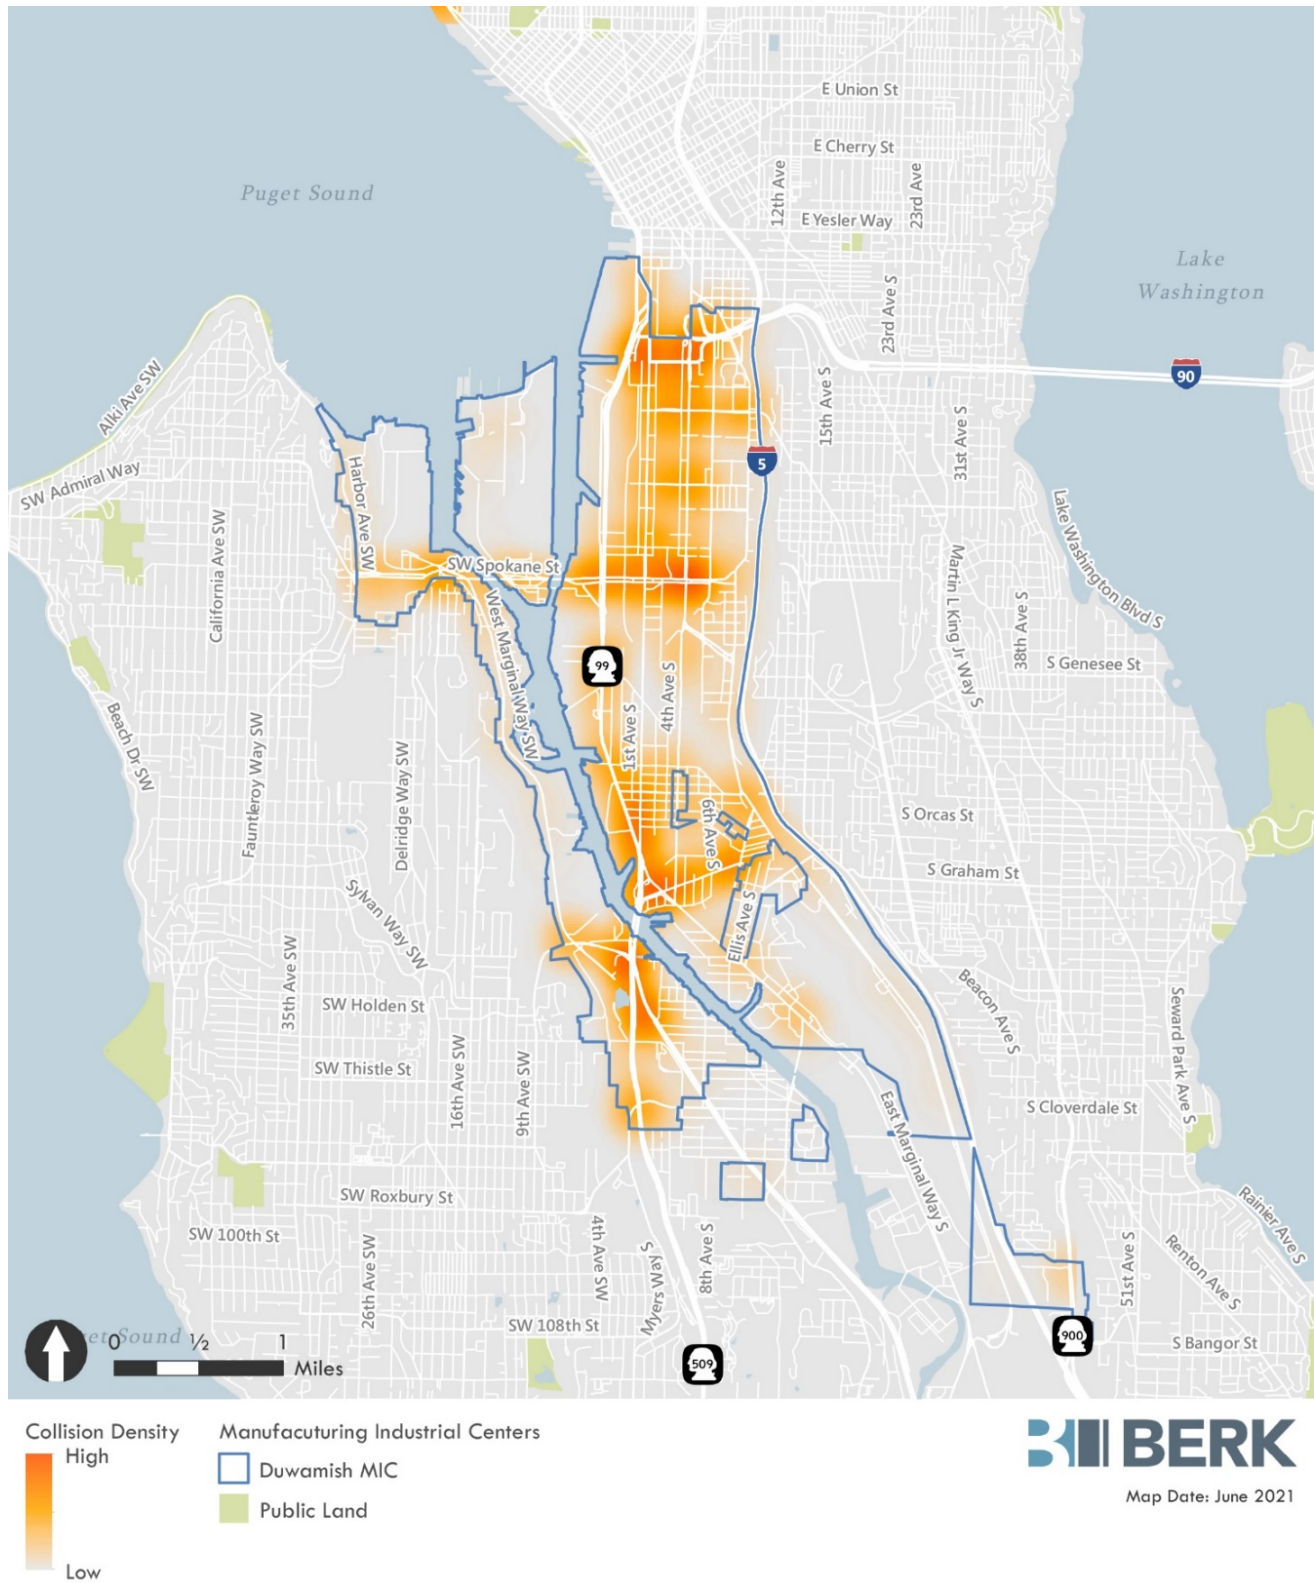 E Union St
E Cherry St
12th Ave
23rd Ave
Puget Sound
E Yesler Way
Lake
Washington
23rd Ave S
90
Alki Ave SW
15th Ave S
31st Ave S
5
SW Admiral Way
Harbor Ave SW
California Ave SW
SW Spokane St
Lake Washington Blvd S
Martin L King Jr Way S
38th Ave S
West Marginal Way SW
S Genesee St
99
4th Ave S
1st Ave S
Beach Dr SW
Fauntleroy Way SW
Delridge Way SW
6th Ave S
S Orcas St
S Graham St
Sylvan Way SW
Ellis Ave S
35th Ave SW
SW Holden St
Beacon Ave S
Seward Park Ave S
SW Thistle St
16th Ave SW
9th Ave SW
S Cloverdale St
East Marginal Way S
SW Roxbury St
Rainier Ave S
SW 100th St
4th Ave SW
Myers Way S
8th Ave S
51st Ave S
Renton Ave S
26th Ave SW
SW 108th St
S Bangor St
900
509
get Sound
0 ½ 1
Miles
Collision Density
High
Low
Manufacuturing Industrial Centers
Duwamish MIC
Public Land
BERK
Map Date: June 2021